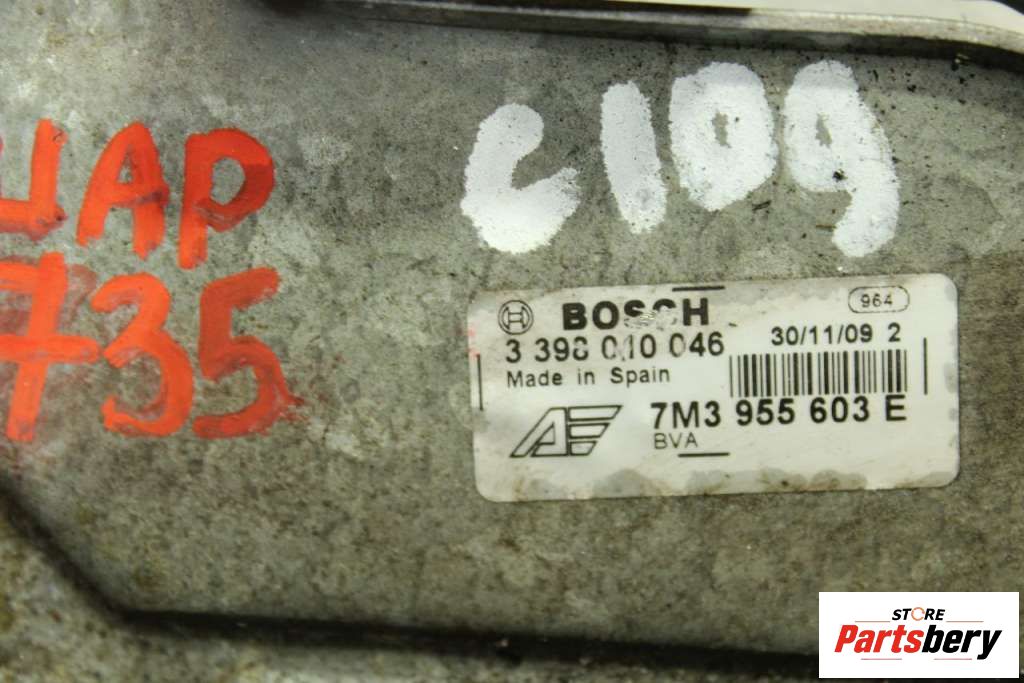 C109
ШАР
735
BOSCH
964
3 398 010 046
30/11/09 2
Made in Spain
7M3 955 603 E
BVA
STORE
Partsbery